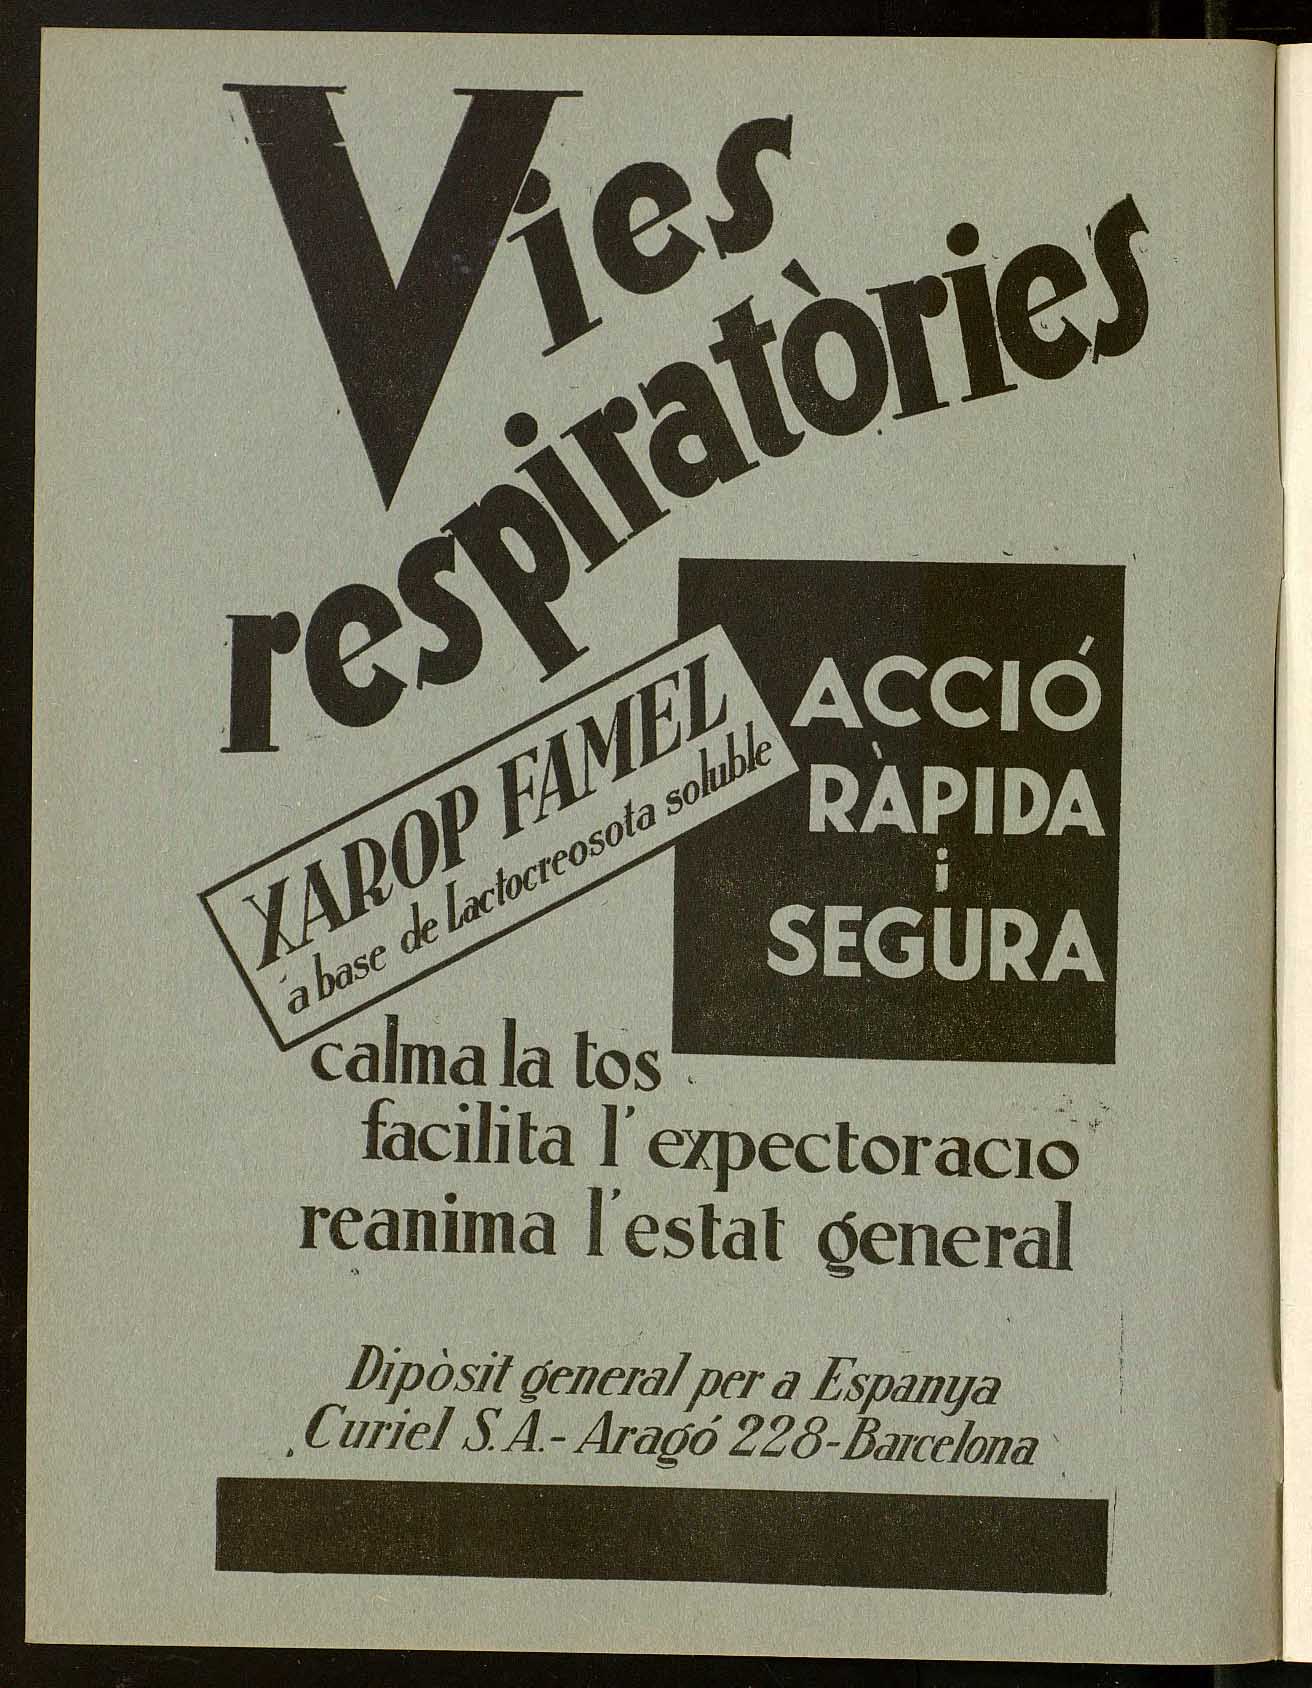 Vies
respiratòries
XAROP FAMEL
a base de Lactocreosota soluble
ACCIÓ
RÀPIDA
i
SEGURA
calma la tos
facilita l'expectoracio
reanima l'estat general
Dipòsit general per a Espanya
Curiel S.A.- Aragó 228-Barcelona